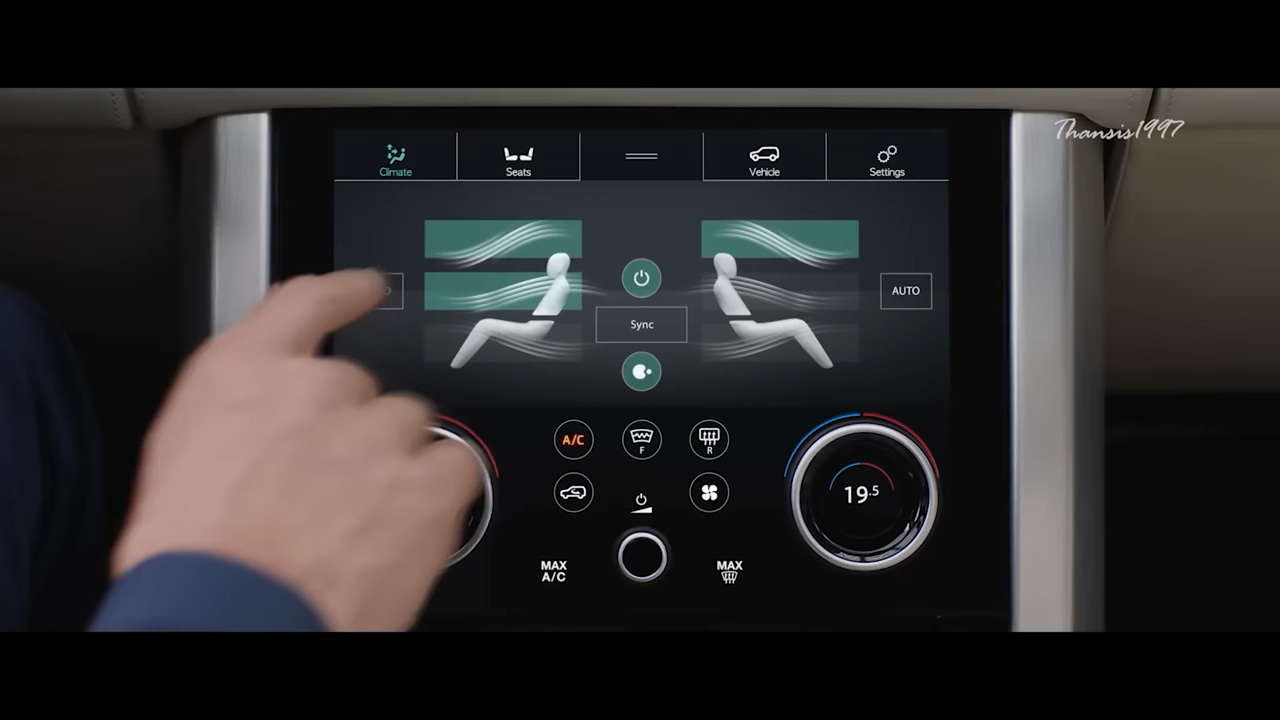 Thansis1997
Climate
Seats
Vehicle
Settings
AUTO
Sync
A/C
F
R
19.5
MAX
A/C
MAX